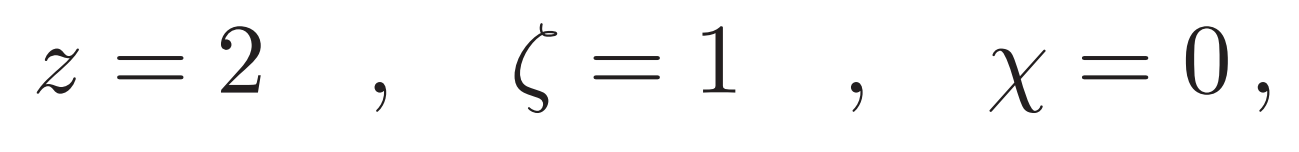 z = 2 , ζ = 1 , χ = 0 ,